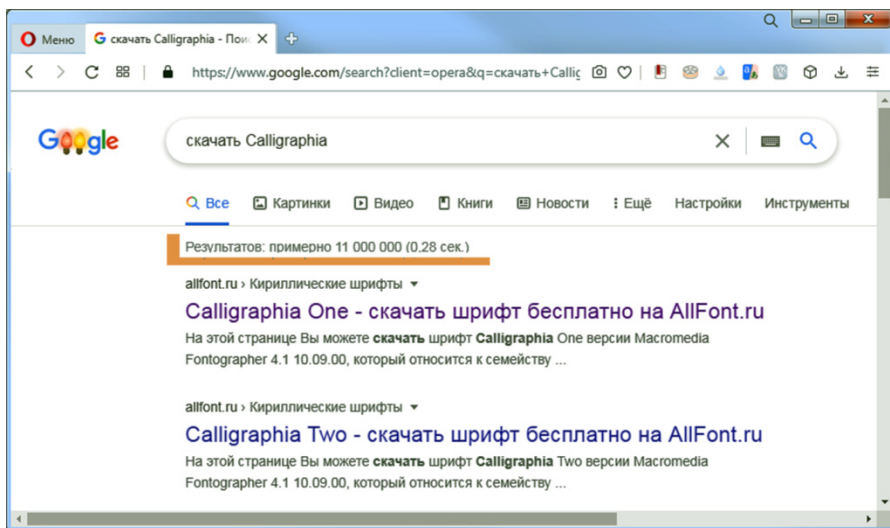 Меню
скачать Calligraphia - Пои
https://www.google.com/search?client=opera&q=скачать+Callig
Google
скачать Calligraphia
Все Картинки Видео Книги Новости Ещё Настройки Инструменты
Результатов: примерно 11 000 000 (0,28 сек.)
allfont.ru › Кириллические шрифты
Calligraphia One - скачать шрифт бесплатно на AllFont.ru
На этой странице Вы можете скачать шрифт Calligraphia One версии Macromedia
Fontographer 4.1 10.09.00, который относится к семейству ...
allfont.ru › Кириллические шрифты
Calligraphia Two - скачать шрифт бесплатно на AllFont.ru
На этой странице Вы можете скачать шрифт Calligraphia Two версии Macromedia
Fontographer 4.1 10.09.00, который относится к семейству ...